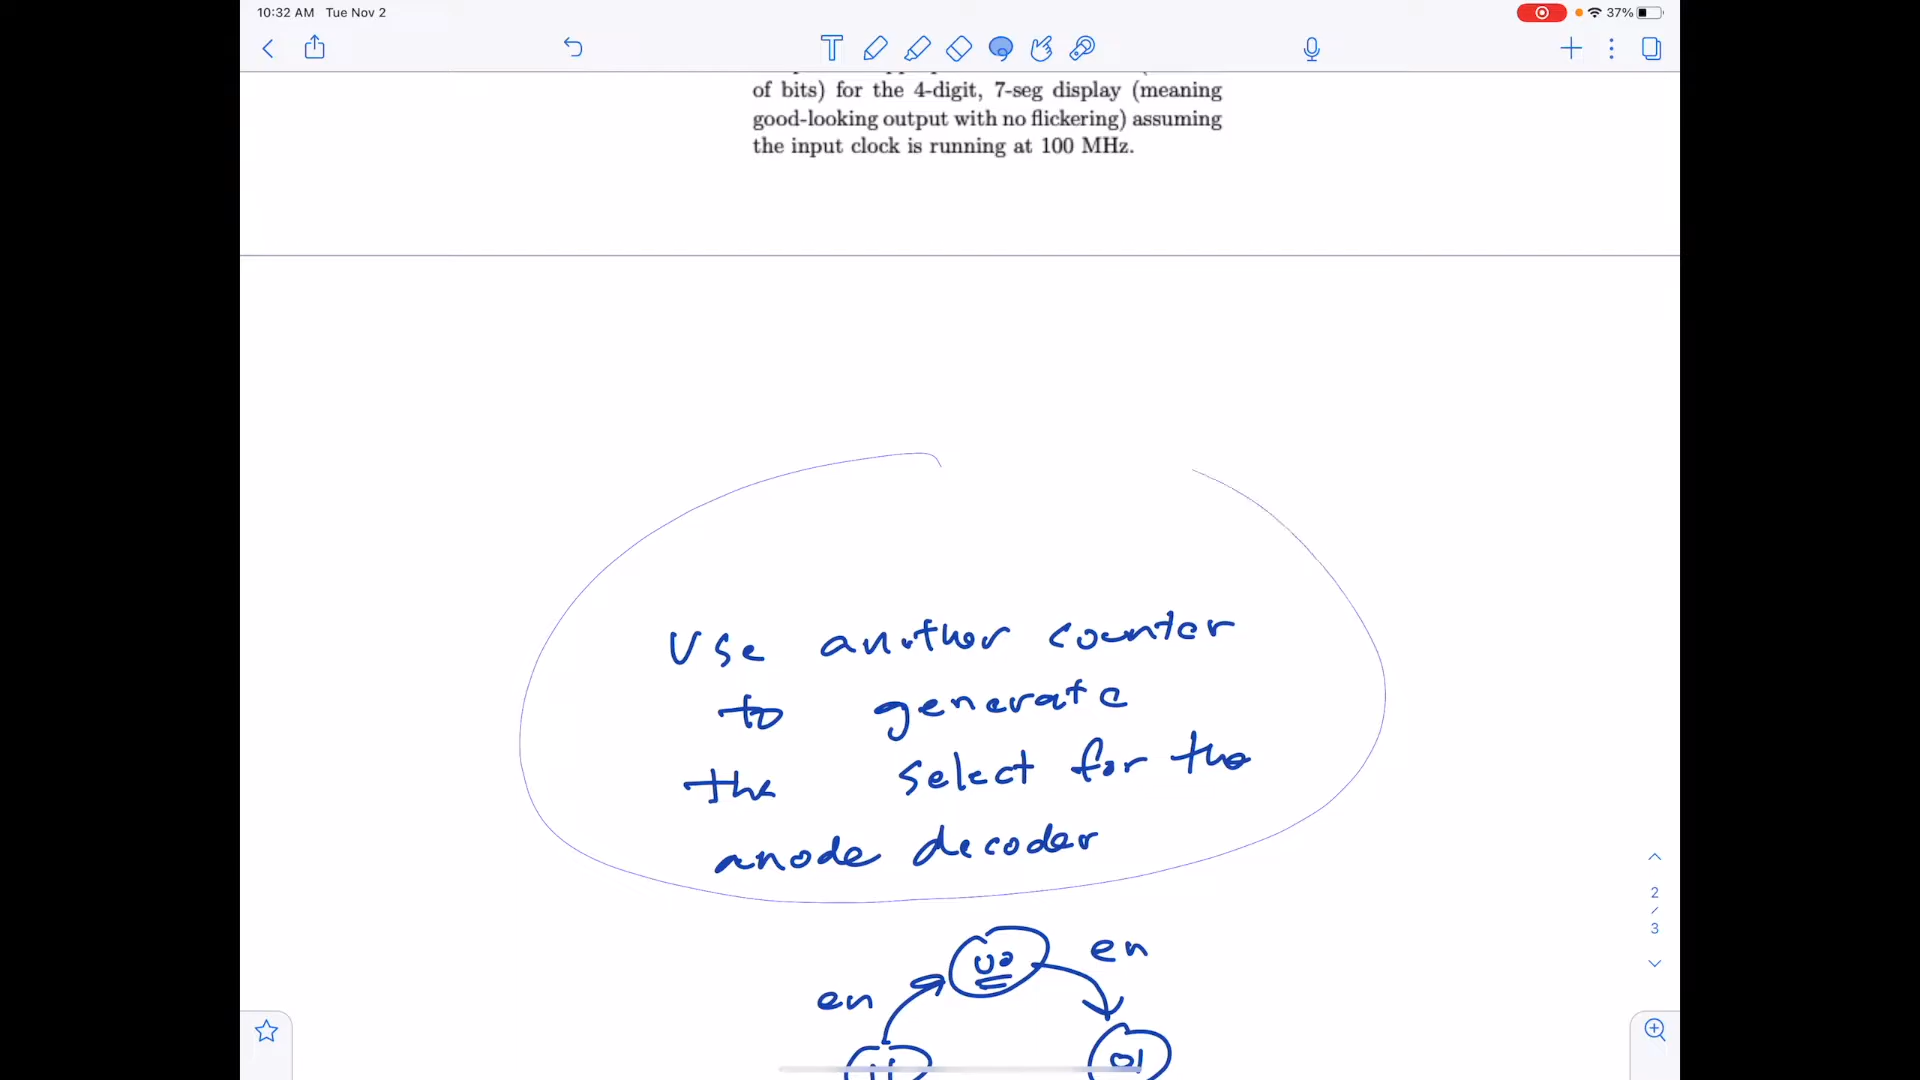 10:32 AM Tue Nov 2
37%
of bits) for the 4-digit, 7-seg display (meaning
good-looking output with no flickering) assuming
the input clock is running at 100 MHz.
Use another counter
to generate
the select for the
anode decoder
en
00
en
01
2
/
3